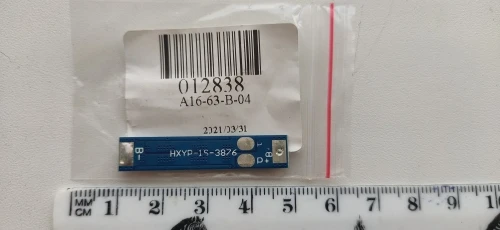 012838
A16-63-B-04
2021/03/31
B- HXYP-1S-3876 B+
MM
CM 1 2 3 4 5 6 7 8 9